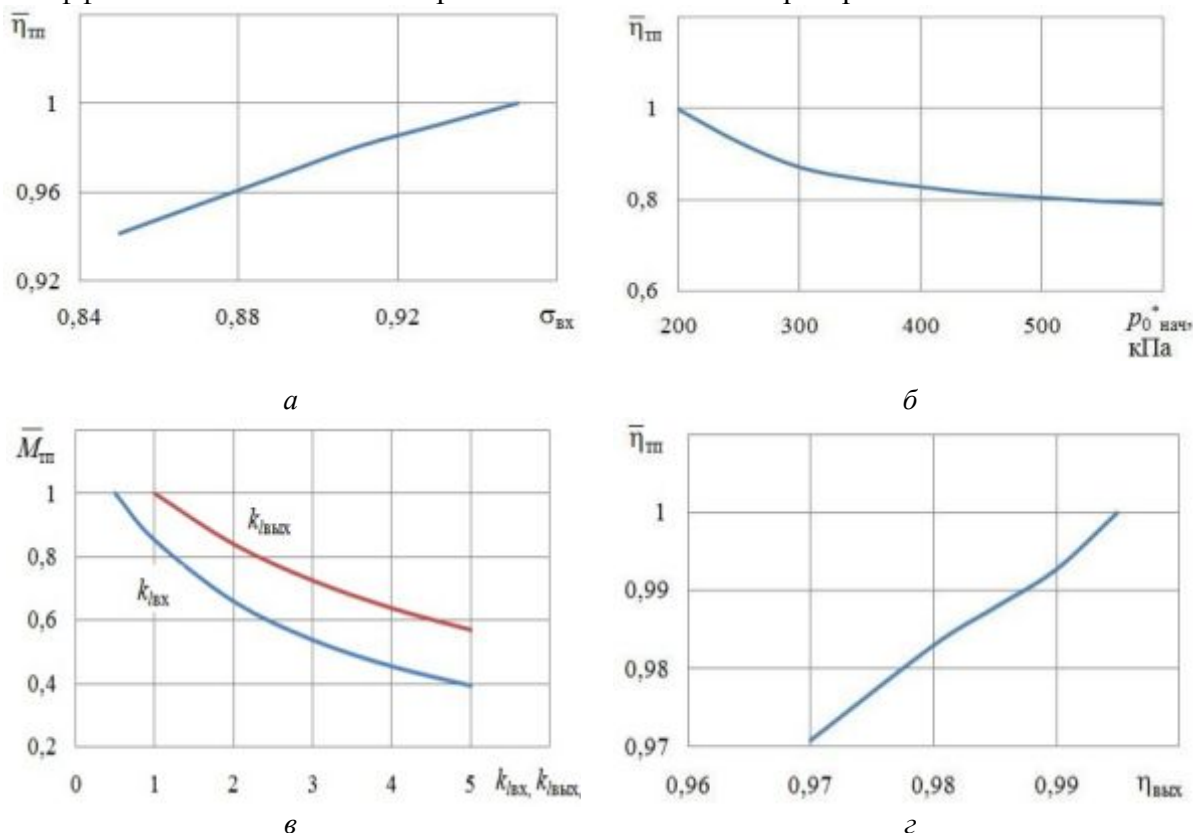 η̅тп
1
0,96
0,92
0,84 0,88 0,92 σвх
а
η̅тп
1
0,8
0,6
200 300 400 500 p0*нач,
кПа
б
M̅тп
1
0,8
0,6
0,4
0,2
klвых
klвх
0 1 2 3 4 5 klвх, klвых,
в
η̅тп
1
0,99
0,98
0,97
0,96 0,97 0,98 0,99 ηвых
г